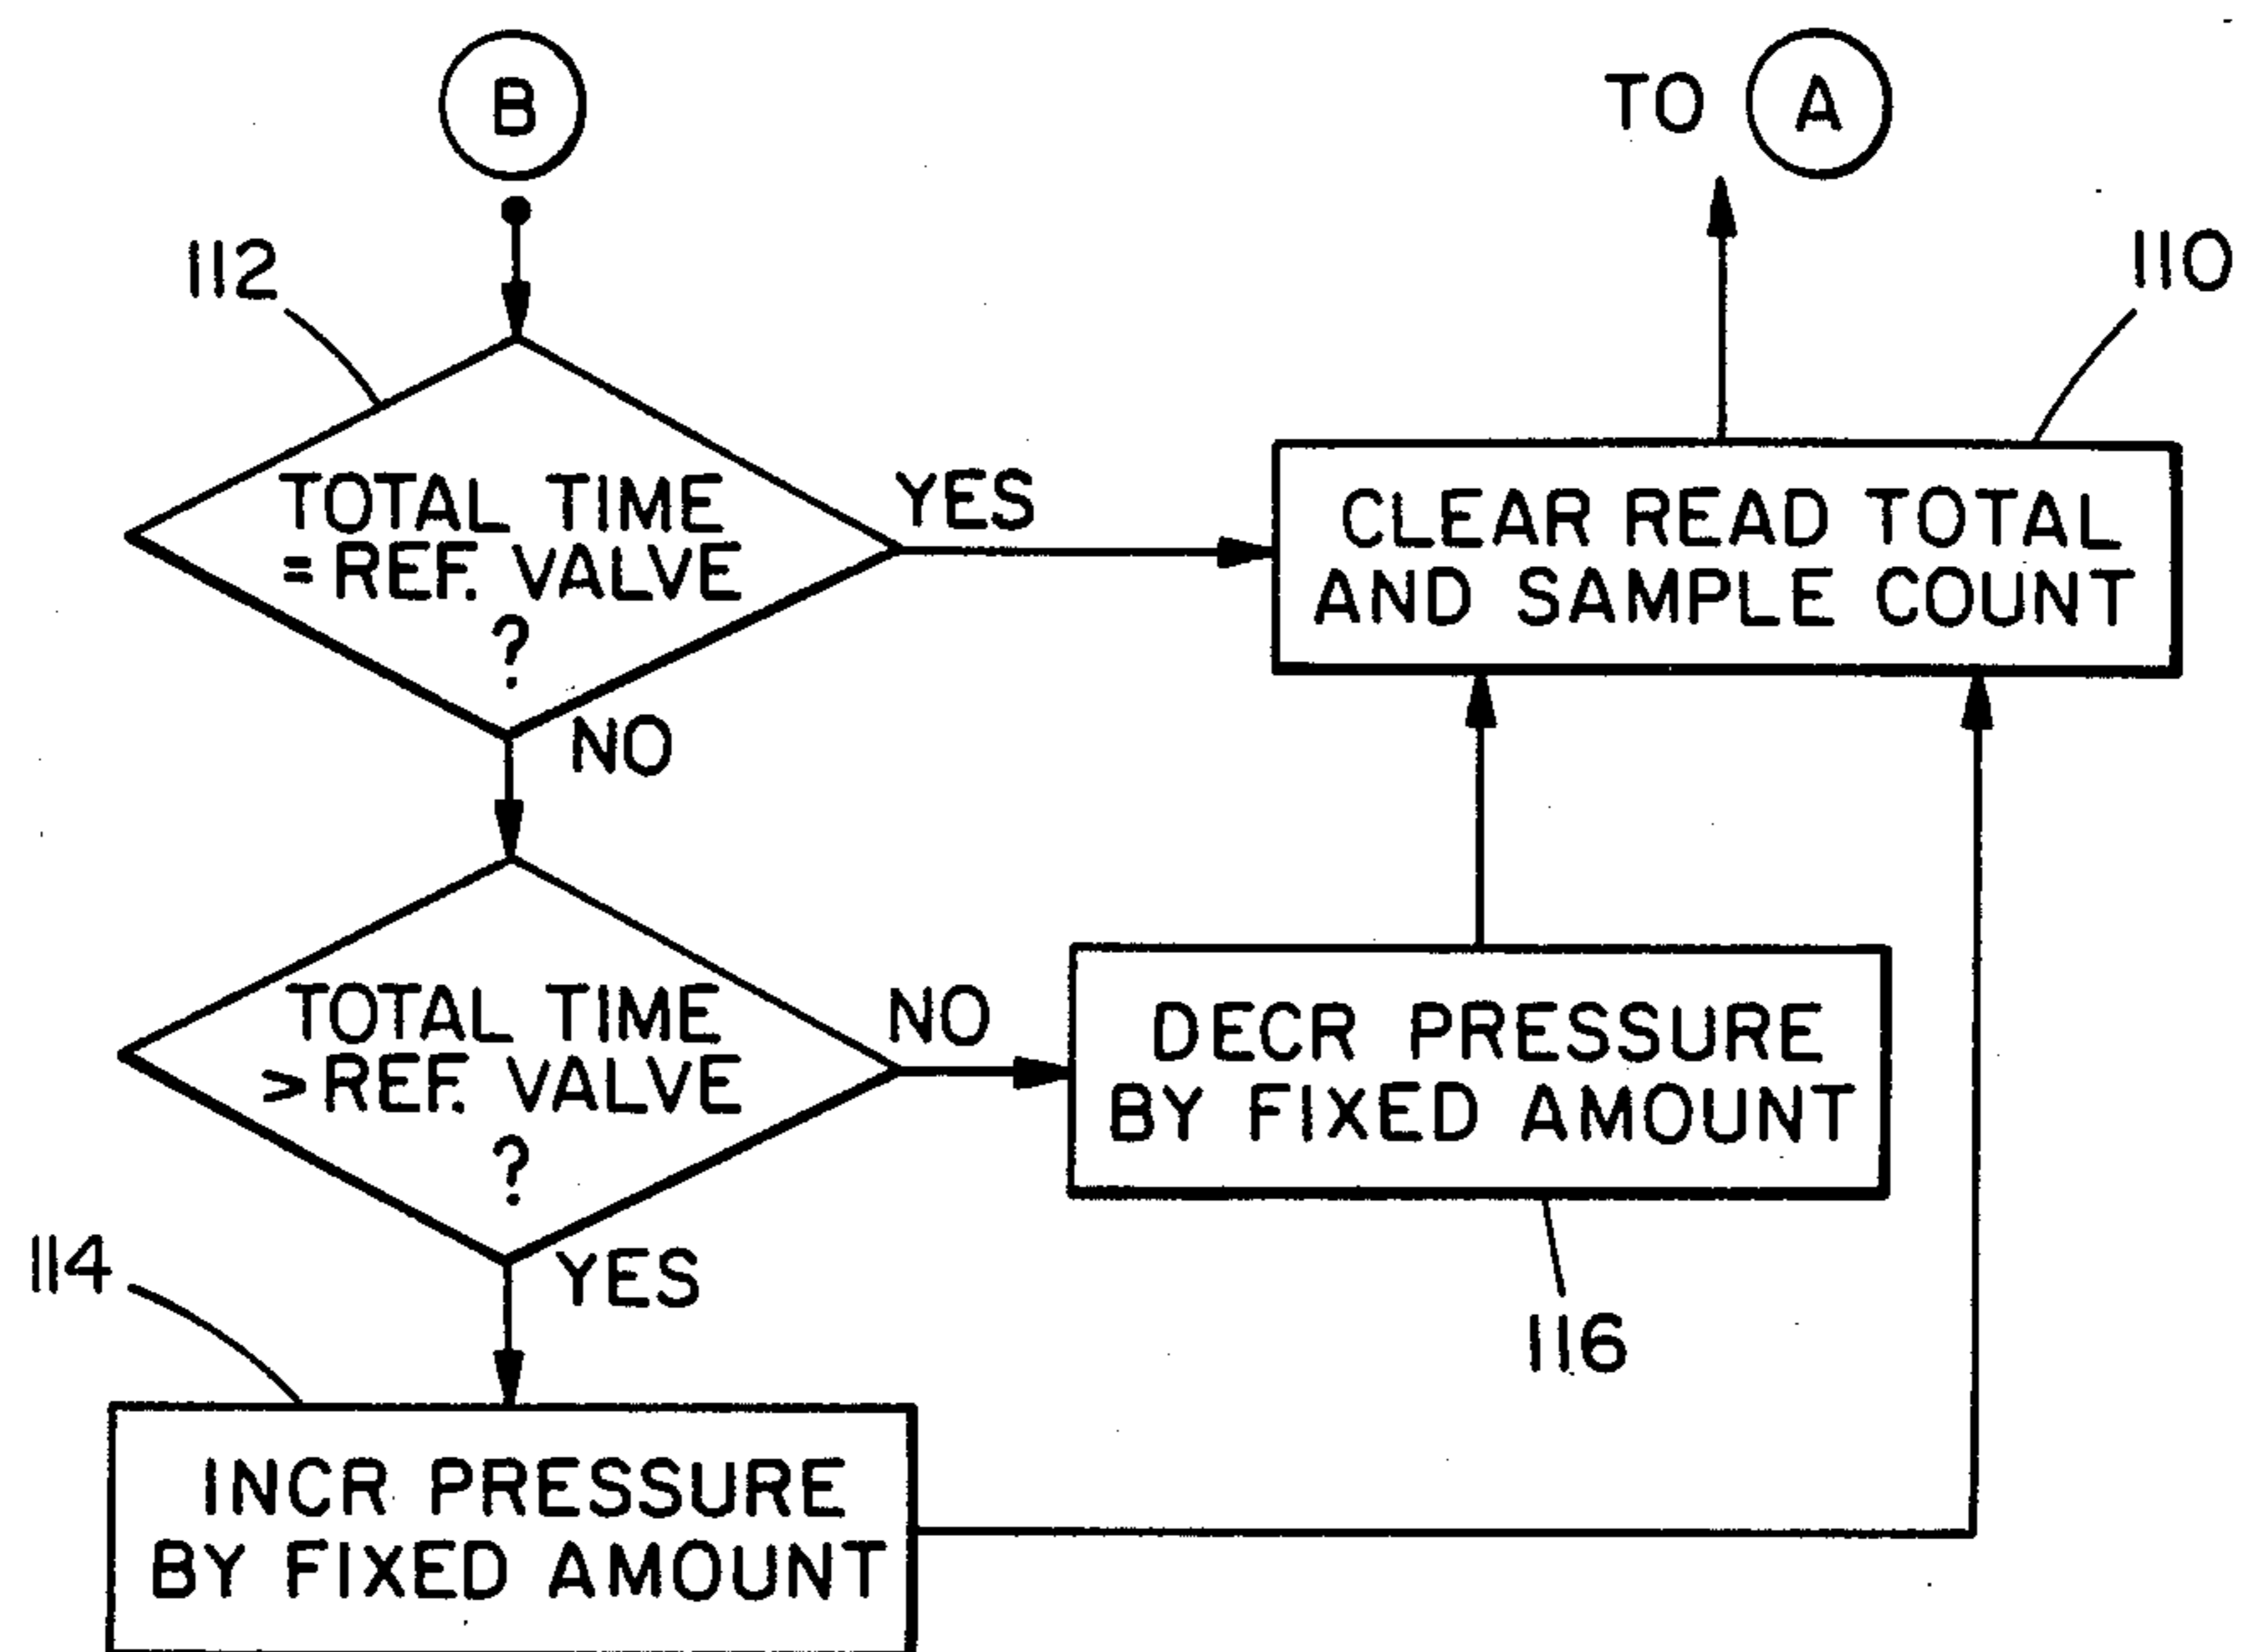 B
TO A
112
110
TOTAL TIME
= REF. VALVE
?
YES
CLEAR READ TOTAL
AND SAMPLE COUNT
NO
TOTAL TIME
> REF. VALVE
?
NO
DECR PRESSURE
BY FIXED AMOUNT
YES
114
116
INCR PRESSURE
BY FIXED AMOUNT